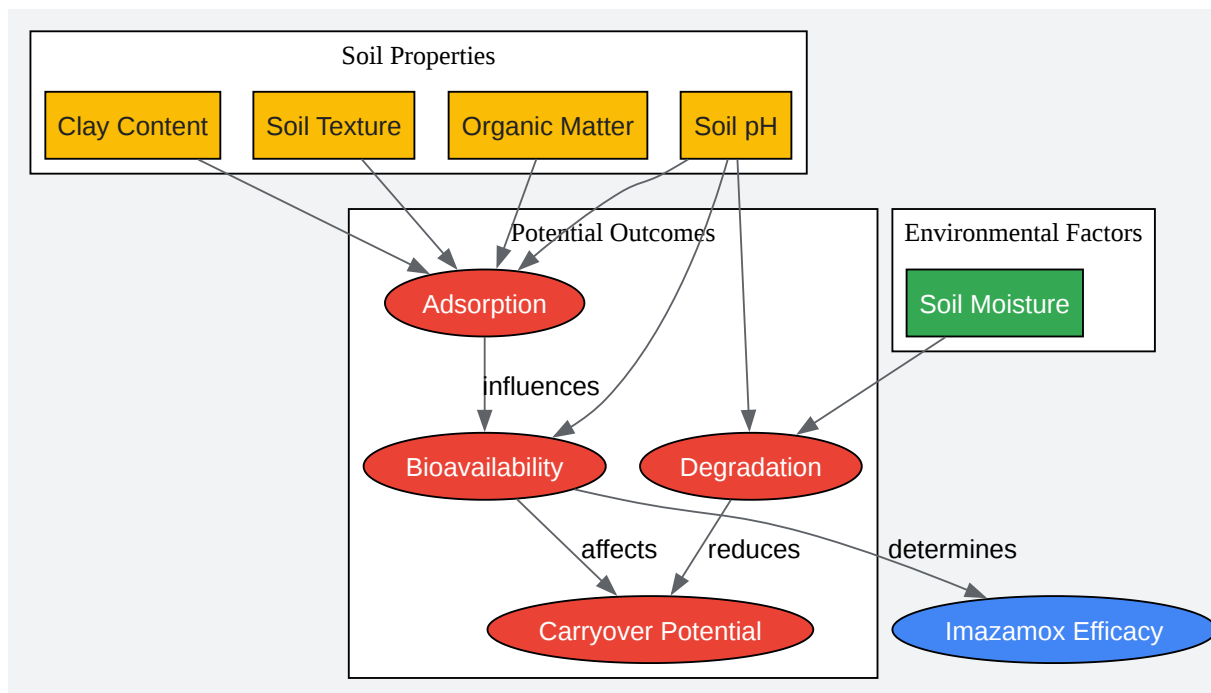 Soil Properties
Clay Content
Soil Texture
Organic Matter
Soil pH
Potential Outcomes
Environmental Factors
Adsorption
Soil Moisture
influences
Bioavailability
Degradation
affects
reduces
determines
Carryover Potential
Imazamox Efficacy